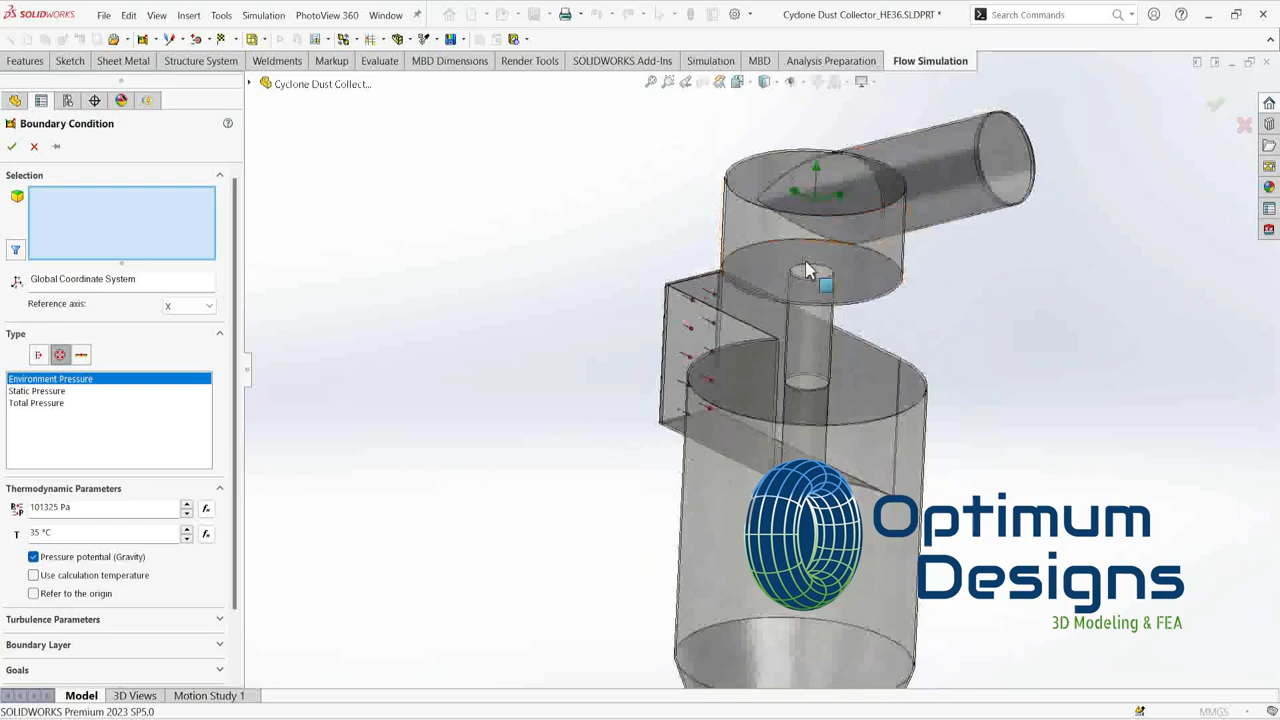 SOLIDWORKS
File
Edit
View
Insert
Tools
Simulation
PhotoView 360
Window
Cyclone Dust Collector_HE36.SLDPRT *
Search Commands
Features
Sketch
Sheet Metal
Structure System
Weldments
Markup
Evaluate
MBD Dimensions
Render Tools
SOLIDWORKS Add-Ins
Simulation
MBD
Analysis Preparation
Flow Simulation
Cyclone Dust Collect...
Boundary Condition
Selection
Global Coordinate System
Reference axis:
X
Type
Environment Pressure
Static Pressure
Total Pressure
Thermodynamic Parameters
101325 Pa
T
35 °C
Pressure potential (Gravity)
Use calculation temperature
Refer to the origin
Turbulence Parameters
Boundary Layer
Goals
Optimum
Designs
3D Modeling & FEA
Model
3D Views
Motion Study 1
SOLIDWORKS Premium 2023 SP5.0
MMGS